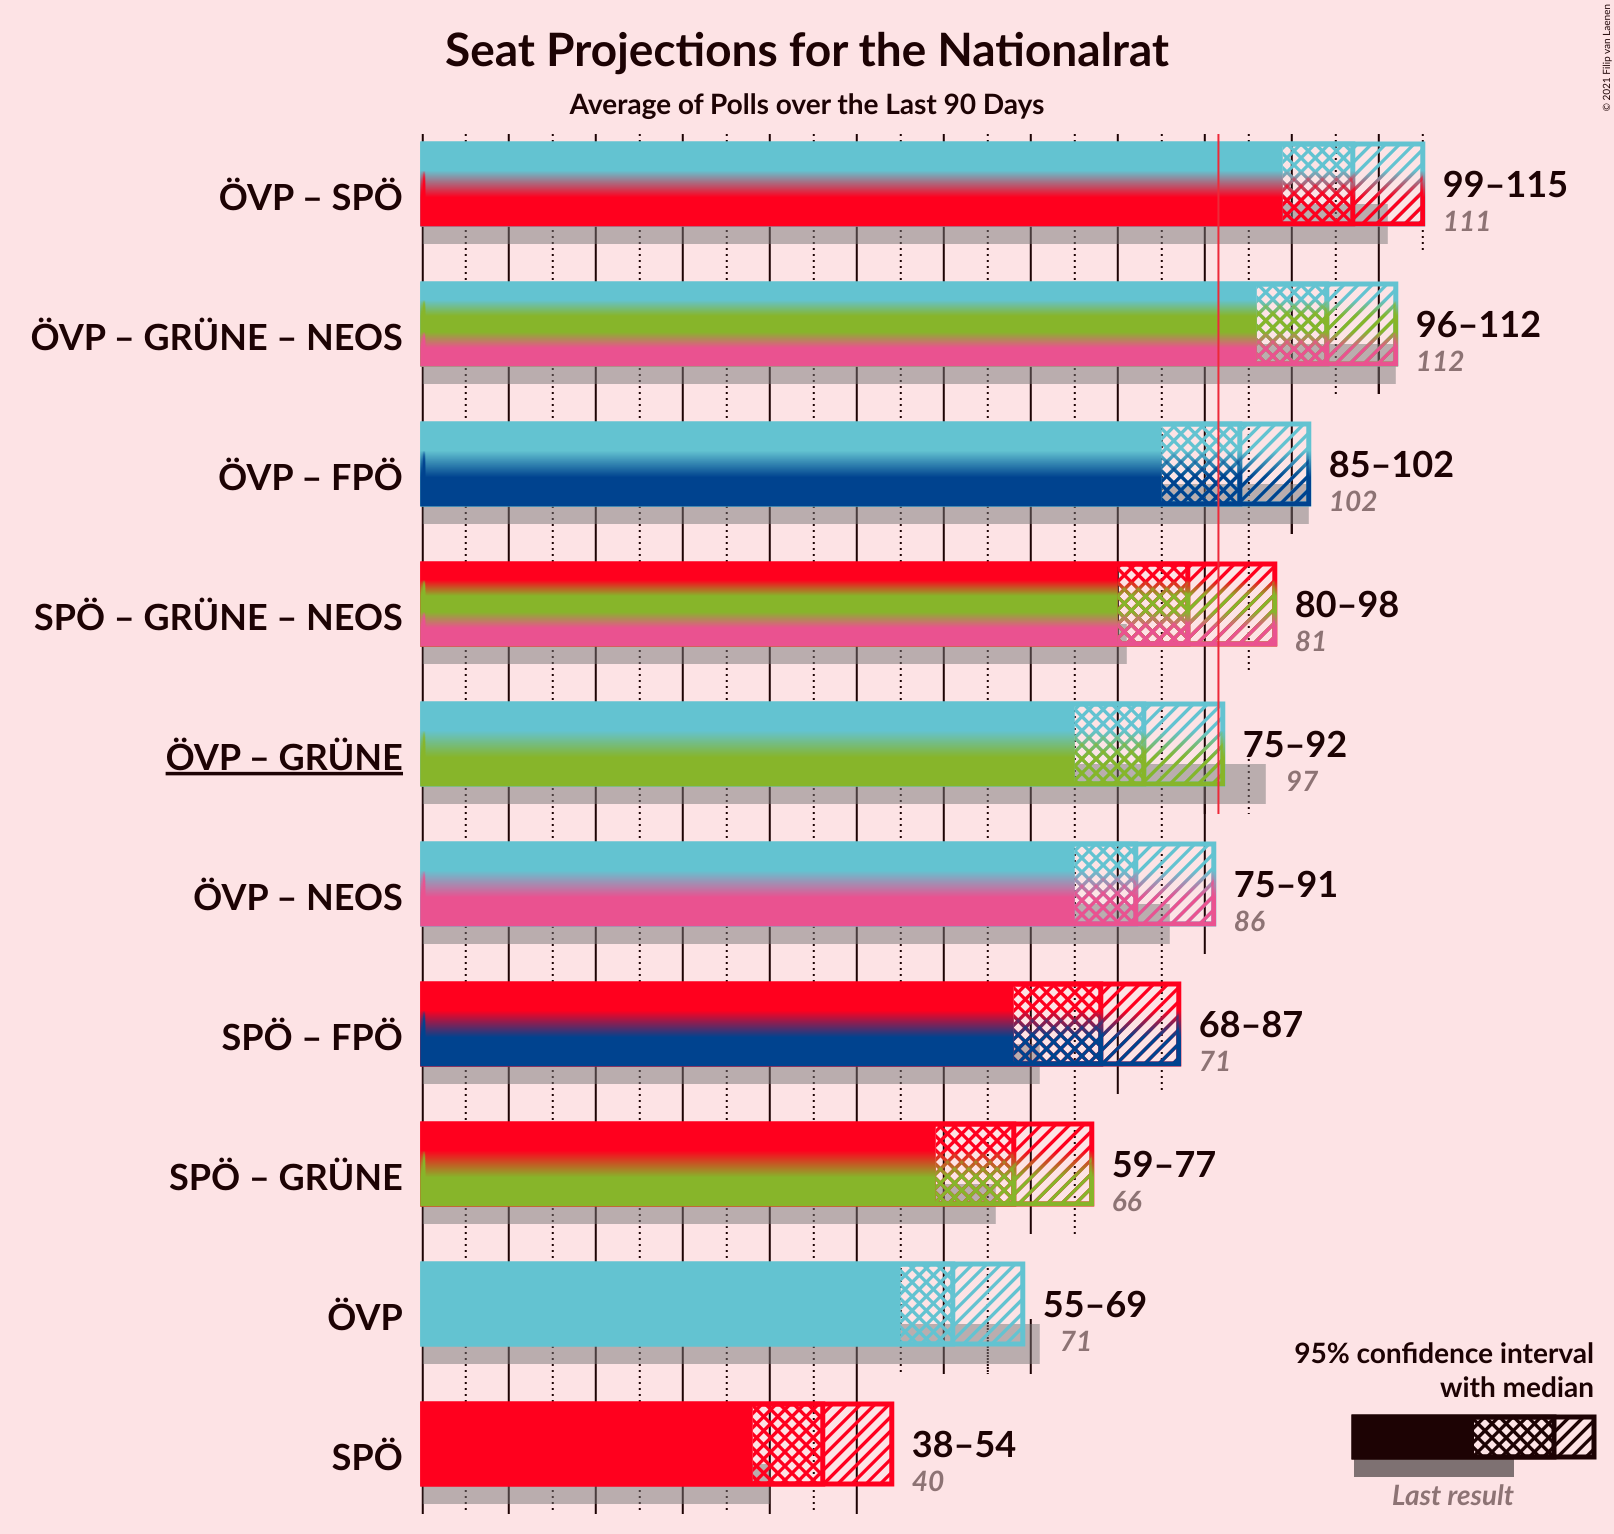 Seat Projections for the Nationalrat
Average of Polls over the Last 90 Days
© 2021 Filip van Laenen
ÖVP – SPÖ
99–115
111
ÖVP – GRÜNE – NEOS
96–112
112
ÖVP – FPÖ
85–102
102
SPÖ – GRÜNE – NEOS
80–98
81
ÖVP – GRÜNE
75–92
97
ÖVP – NEOS
75–91
86
SPÖ – FPÖ
68–87
71
SPÖ – GRÜNE
59–77
66
ÖVP
55–69
71
SPÖ
38–54
40
95% confidence interval
with median
Last result